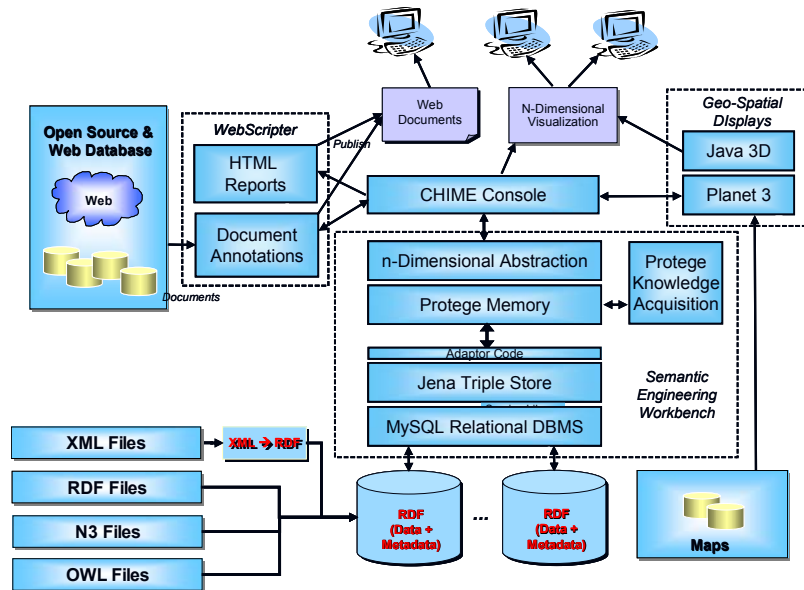 Open Source &
Web Database
Web
Documents
WebScripter
HTML
Reports
Document
Annotations
Publish
Web
Documents
N-Dimensional
Visualization
Geo-Spatial
DIsplays
Java 3D
Planet 3
CHIME Console
n-Dimensional Abstraction
Protege Memory
Protege
Knowledge
Acquisition
Adaptor Code
Jena Triple Store
MySQL Relational DBMS
Semantic
Engineering
Workbench
XML Files
XML → RDF
RDF Files
N3 Files
OWL Files
RDF
(Data +
Metadata)
...
RDF
(Data +
Metadata)
Maps